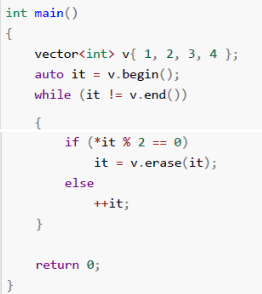 int main()
{
    vector<int> v{ 1, 2, 3, 4 };
    auto it = v.begin();
    while (it != v.end())
    {
        if (*it % 2 == 0)
            it = v.erase(it);
        else
            ++it;
    }
    return 0;
}